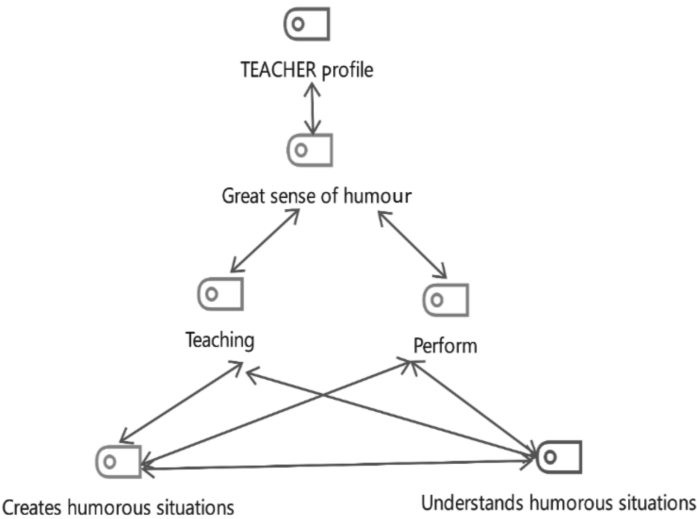 TEACHER profile
Great sense of humour
Teaching
Perform
Creates humorous situations
Understands humorous situations